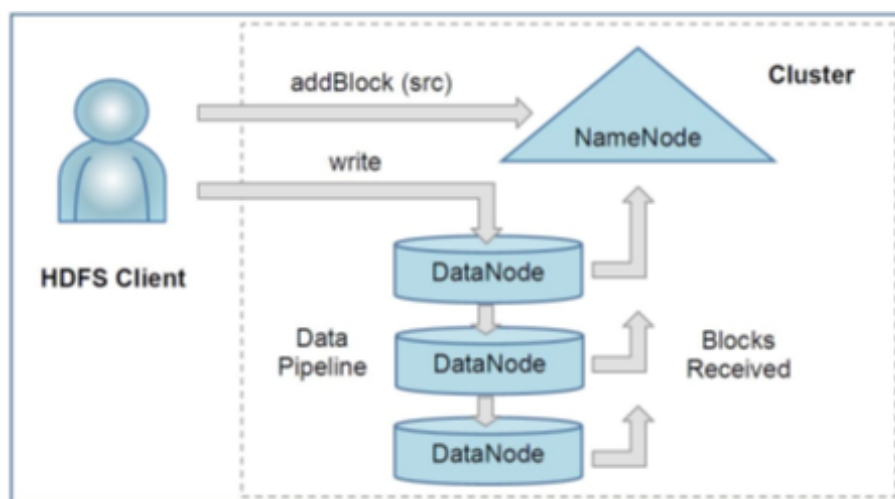 addBlock (src)
Cluster
NameNode
write
HDFS Client
DataNode
Data
Pipeline
DataNode
Blocks
Received
DataNode